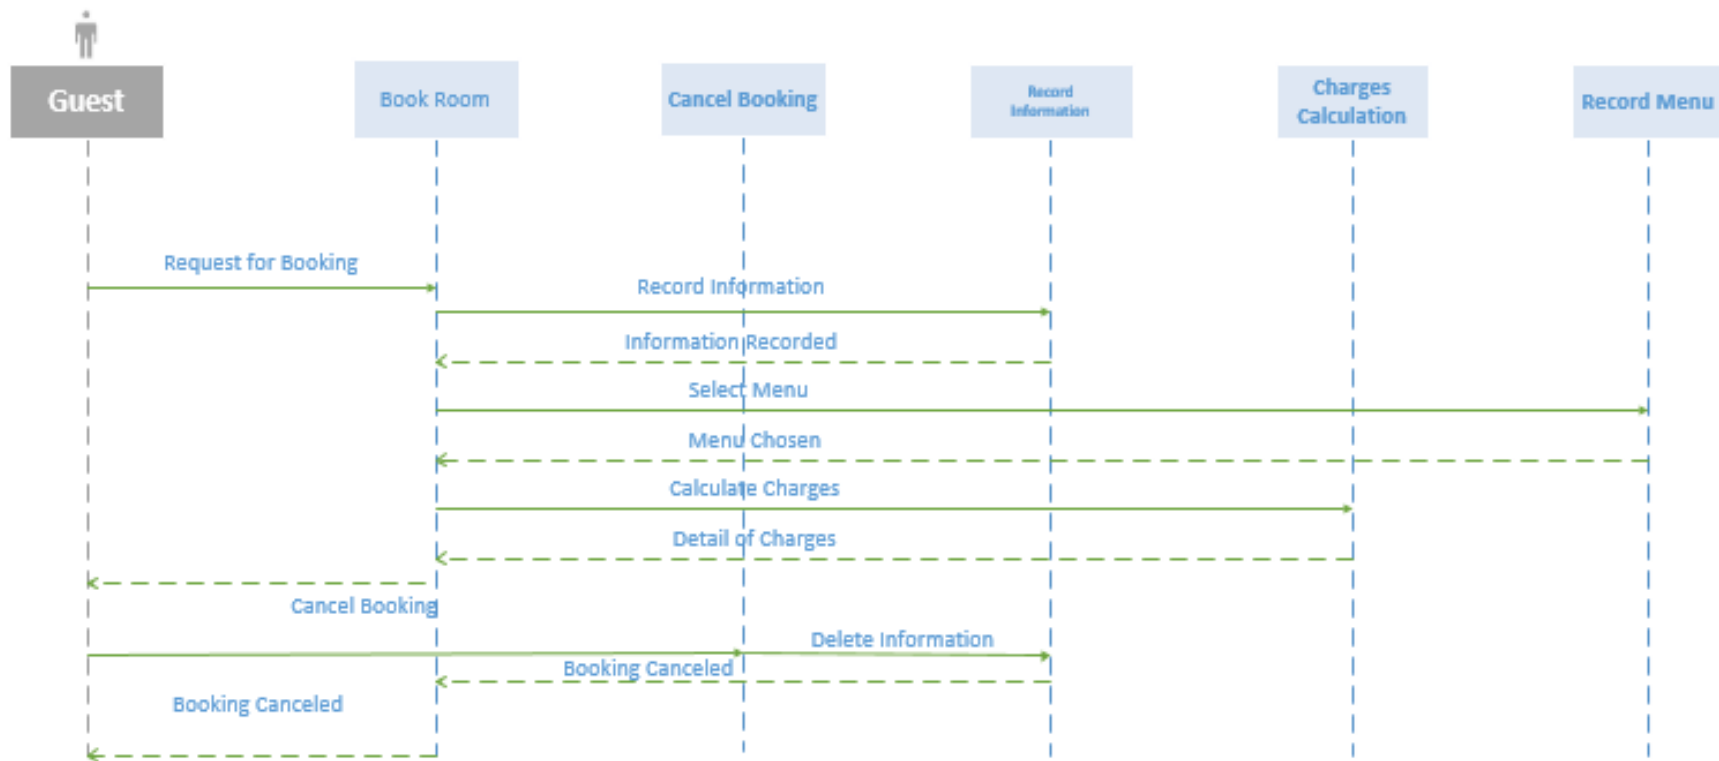 Guest
Book Room
Cancel Booking
Record
Information
Charges
Calculation
Record Menu
Request for Booking
Record Information
Information Recorded
Select Menu
Menu Chosen
Calculate Charges
Detail of Charges
Cancel Booking
Delete Information
Booking Canceled
Booking Canceled